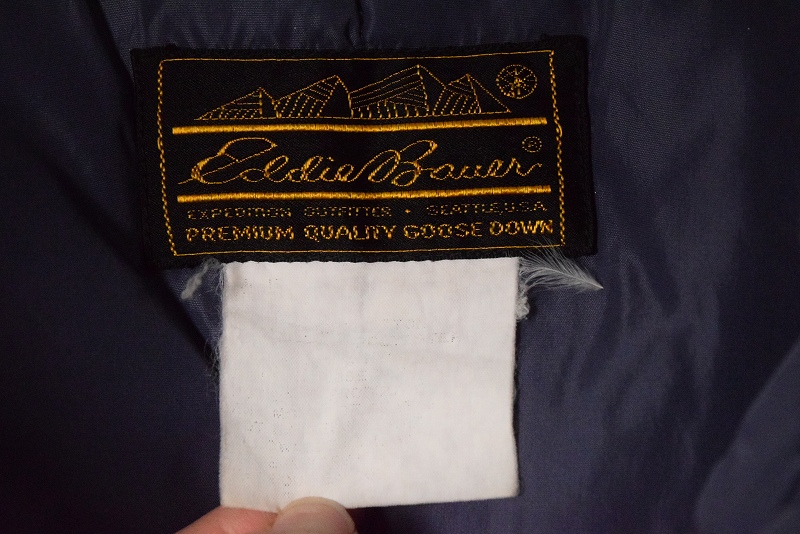 Eddie Bauer ®
EXPEDITION OUTFITTER · SEATTLE, U.S.A.
PREMIUM QUALITY GOOSE DOWN